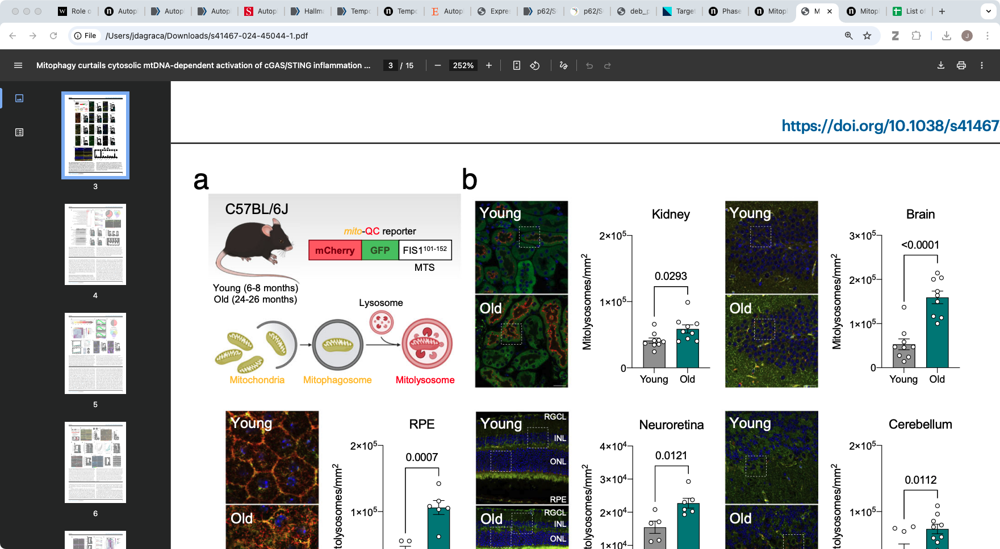 Role o
Autop
Autop
Autop
Autop
Hallma
Tempo
Tempo
Autop
Expres
p62/S
p62/S
deb_p
Target
Phase
Mitop
M
Mitop
List of
File
/Users/jdagraca/Downloads/s41467-024-45044-1.pdf
J
Mitophagy curtails cytosolic mtDNA-dependent activation of cGAS/STING inflammation ...
3 / 15
252%
https://doi.org/10.1038/s41467
3
4
5
6
a
C57BL/6J
mito-QC reporter
mCherry GFP FIS1101-152
MTS
Young (6-8 months)
Old (24-26 months)
Lysosome
Mitochondria Mitophagosome Mitolysosome
b
Young
Old
Kidney
Mitolysosomes/mm2
2×105
1×105
0
0.0293
Young Old
Young
Old
Brain
Mitolysosomes/mm2
3×105
2×105
1×105
0
<0.0001
Young Old
Young
Old
RPE
tolysosomes/mm2
2×105
1×105
0.0007
Young
RGCL
INL
ONL
RPE
Old
RGCL
INL
ONL
Neuroretina
tolysosomes/mm2
4×104
3×104
2×104
1×104
0.0121
Young
Old
Cerebellum
tolysosomes/mm2
2×105
1×105
0.0112